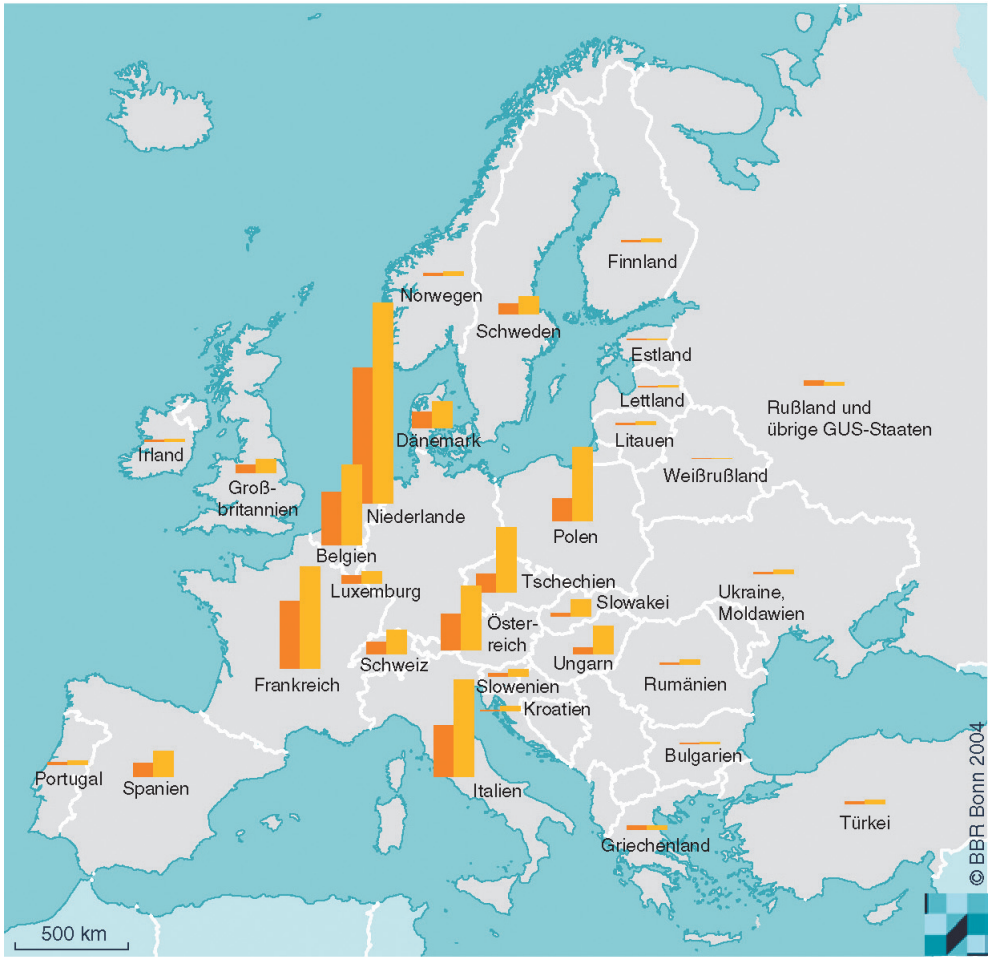 Finnland
Norwegen
Schweden
Estland
Lettland
Rußland und
übrige GUS-Staaten
Dänemark
Litauen
Irland
Weißrußland
Groß-
britannien
Niederlande
Polen
Belgien
Tschechien
Luxemburg
Ukraine,
Moldawien
Slowakei
Öster-
reich
Schweiz
Ungarn
Frankreich
Slowenien
Rumänien
Kroatien
Bulgarien
Portugal
Spanien
Italien
Türkei
Griechenland
500 km
© BBR Bonn 2004